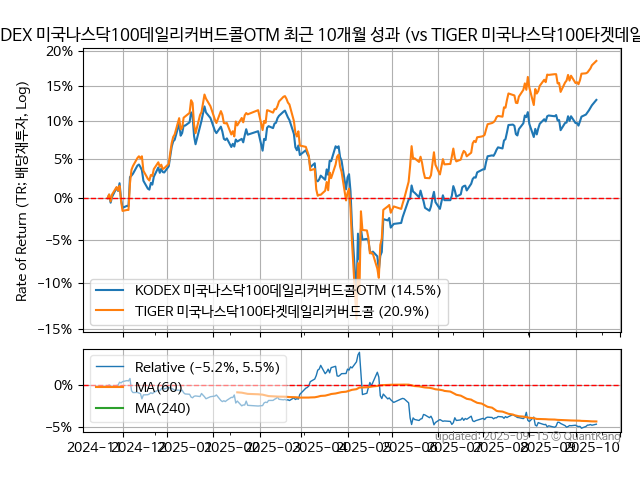 DEX 미국나스닥100데일리커버드콜OTM 최근 10개월 성과 (vs TIGER 미국나스닥100타겟데일
Rate of Return (TR: 배당재투자, Log)
20%
15%
10%
5%
0%
−5%
−10%
−15%
KODEX 미국나스닥100데일리커버드콜OTM (14.5%)
TIGER 미국나스닥100타겟데일리커버드콜 (20.9%)
0%
−5%
Relative (−5.2%, 5.5%)
MA(60)
MA(240)
Updated: 2025-09-15 © QuantKang
2024-11 2024-12 2025-01 2025-02 2025-03 2025-04 2025-05 2025-06 2025-07 2025-08 2025-09 2025-10